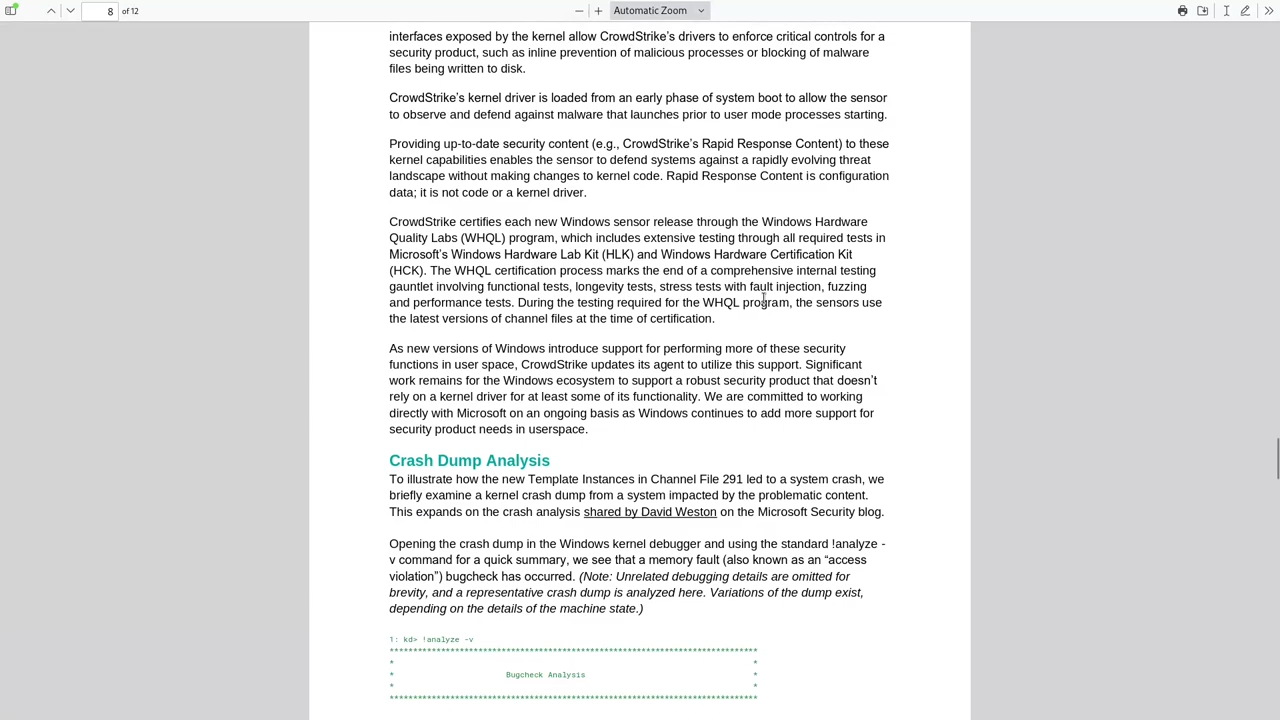 8 of 12
Automatic Zoom
interfaces exposed by the kernel allow CrowdStrike’s drivers to enforce critical controls for a
security product, such as inline prevention of malicious processes or blocking of malware
files being written to disk.
CrowdStrike’s kernel driver is loaded from an early phase of system boot to allow the sensor
to observe and defend against malware that launches prior to user mode processes starting.
Providing up-to-date security content (e.g., CrowdStrike’s Rapid Response Content) to these
kernel capabilities enables the sensor to defend systems against a rapidly evolving threat
landscape without making changes to kernel code. Rapid Response Content is configuration
data; it is not code or a kernel driver.
CrowdStrike certifies each new Windows sensor release through the Windows Hardware
Quality Labs (WHQL) program, which includes extensive testing through all required tests in
Microsoft’s Windows Hardware Lab Kit (HLK) and Windows Hardware Certification Kit
(HCK). The WHQL certification process marks the end of a comprehensive internal testing
gauntlet involving functional tests, longevity tests, stress tests with fault injection, fuzzing
and performance tests. During the testing required for the WHQL program, the sensors use
the latest versions of channel files at the time of certification.
As new versions of Windows introduce support for performing more of these security
functions in user space, CrowdStrike updates its agent to utilize this support. Significant
work remains for the Windows ecosystem to support a robust security product that doesn’t
rely on a kernel driver for at least some of its functionality. We are committed to working
directly with Microsoft on an ongoing basis as Windows continues to add more support for
security product needs in userspace.
Crash Dump Analysis
To illustrate how the new Template Instances in Channel File 291 led to a system crash, we
briefly examine a kernel crash dump from a system impacted by the problematic content.
This expands on the crash analysis shared by David Weston on the Microsoft Security blog.
Opening the crash dump in the Windows kernel debugger and using the standard !analyze -
v command for a quick summary, we see that a memory fault (also known as an “access
violation”) bugcheck has occurred. (Note: Unrelated debugging details are omitted for
brevity, and a representative crash dump is analyzed here. Variations of the dump exist,
depending on the details of the machine state.)
1: kd> !analyze -v
*******************************************************************************
* *
* Bugcheck Analysis *
* *
*******************************************************************************